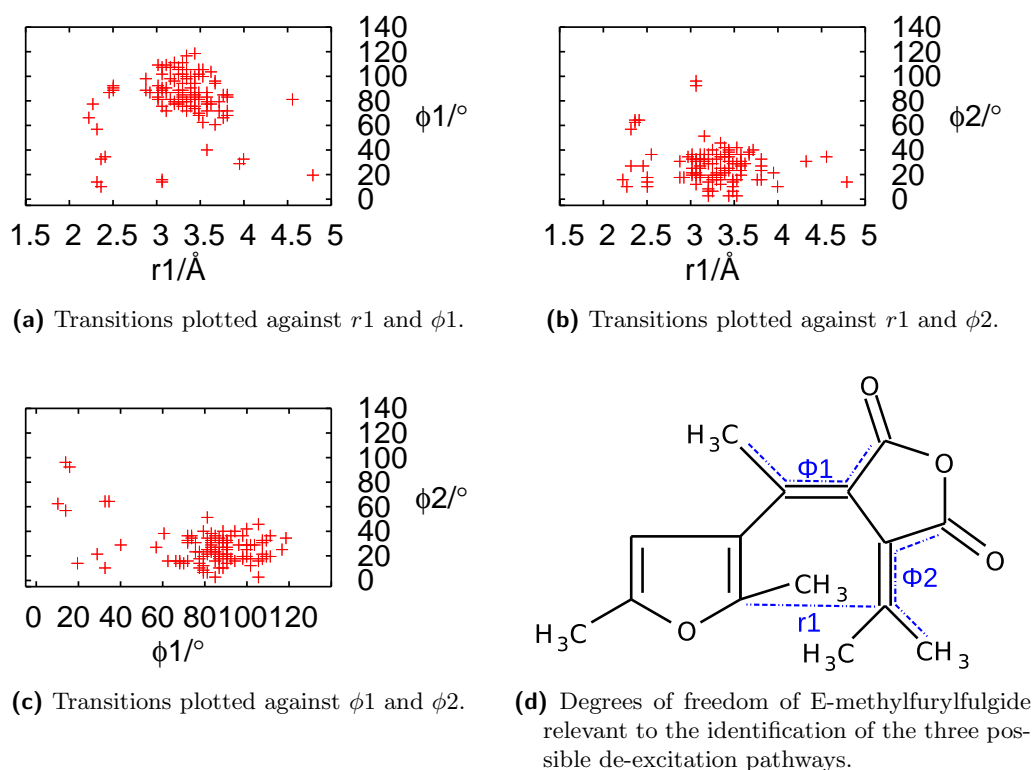 140
120
100
80
60
40
20
0
ϕ1/°
1.5 2 2.5 3 3.5 4 4.5 5
r1/Å
(a) Transitions plotted against r1 and ϕ1.
140
120
100
80
60
40
20
0
ϕ2/°
1.5 2 2.5 3 3.5 4 4.5 5
r1/Å
(b) Transitions plotted against r1 and ϕ2.
140
120
100
80
60
40
20
0
ϕ2/°
0 20 40 60 80 100 120
ϕ1/°
(c) Transitions plotted against ϕ1 and ϕ2.
O
H₃C
Φ1
O
O
Φ2
CH₃
r1
H₃C
O
H₃C
CH₃
(d) Degrees of freedom of E-methylfurylfulgide
relevant to the identification of the three pos-
sible de-excitation pathways.